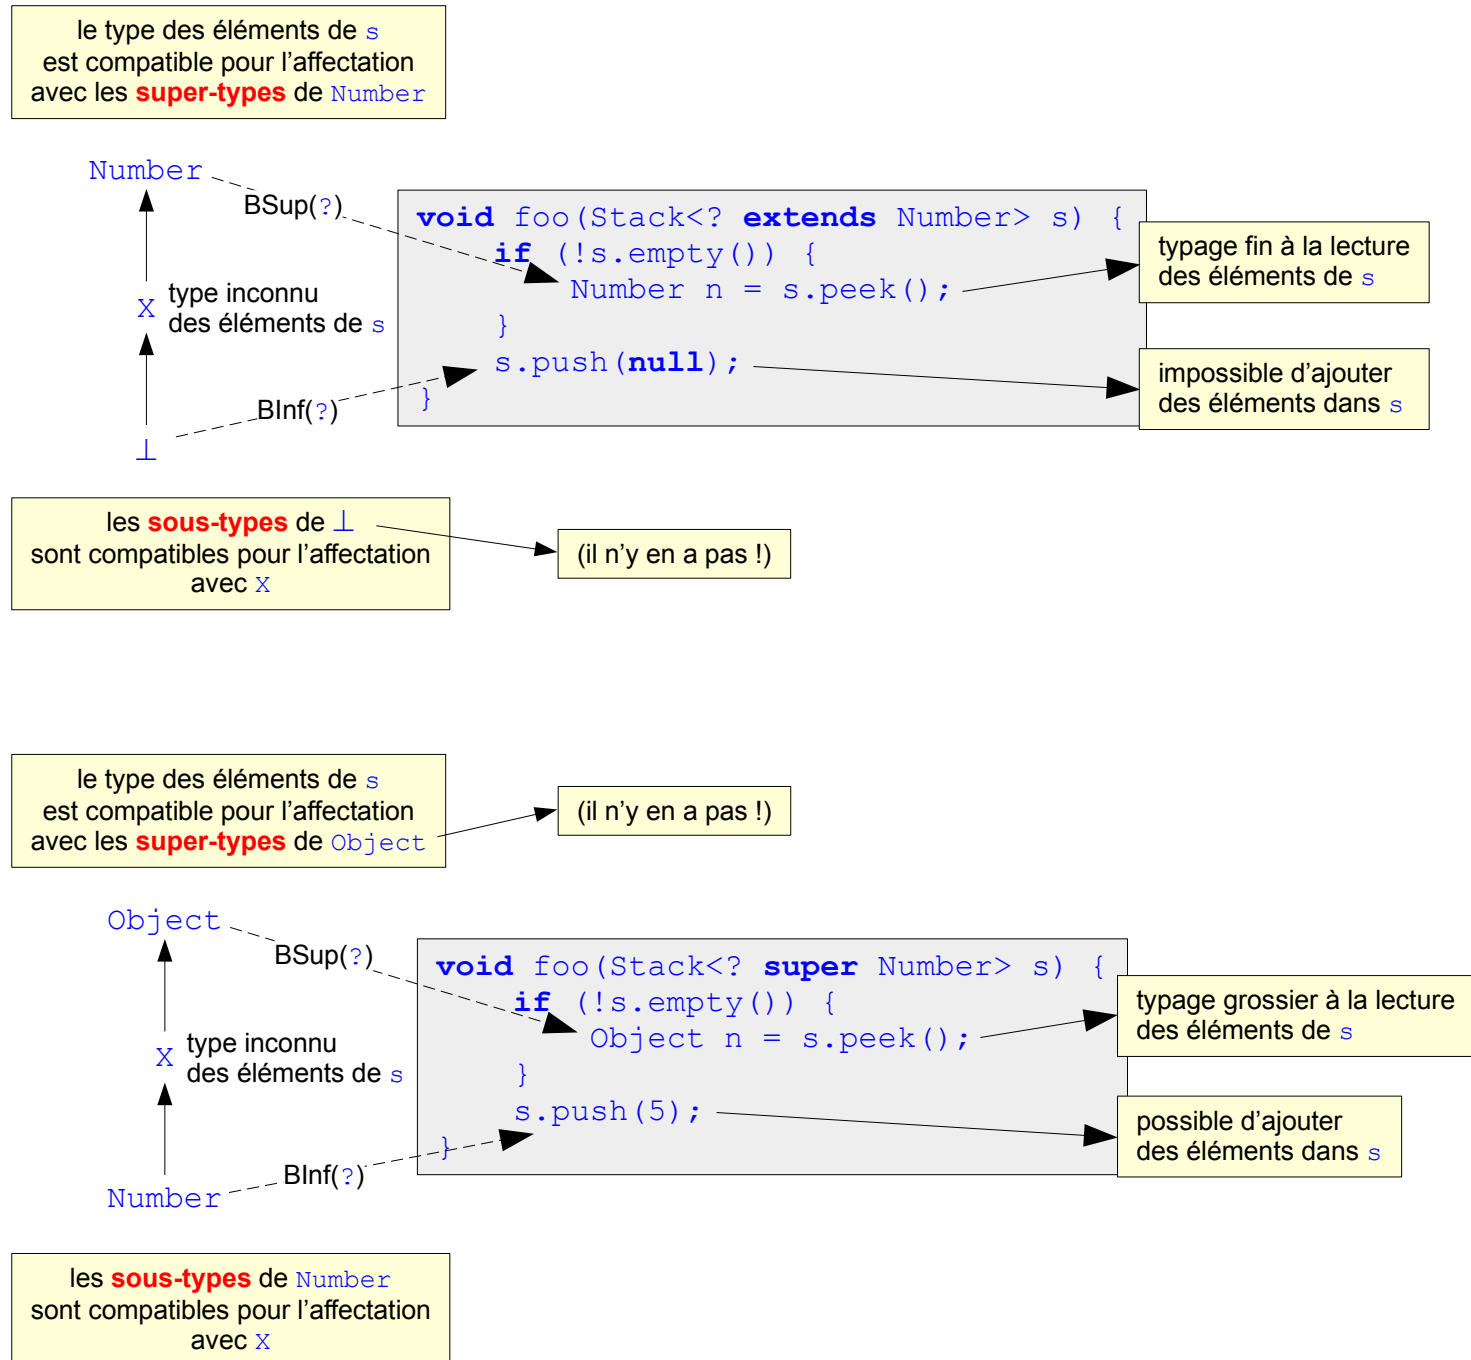 le type des éléments de s
est compatible pour l'affectation
avec les super-types de Number
Number
BSup(?)
void foo(Stack<? extends Number> s) {
if (!s.empty()) {
Number n = s.peek();
}
s.push(null);
}
typage fin à la lecture
des éléments de s
X
type inconnu
des éléments de s
impossible d'ajouter
des éléments dans s
BInf(?)
⊥
les sous-types de ⊥
sont compatibles pour l'affectation
avec X
(il n'y en a pas !)
le type des éléments de s
est compatible pour l'affectation
avec les super-types de Object
(il n'y en a pas !)
Object
BSup(?)
void foo(Stack<? super Number> s) {
if (!s.empty()) {
Object n = s.peek();
}
s.push(5);
}
typage grossier à la lecture
des éléments de s
X
type inconnu
des éléments de s
possible d'ajouter
des éléments dans s
BInf(?)
Number
les sous-types de Number
sont compatibles pour l'affectation
avec X